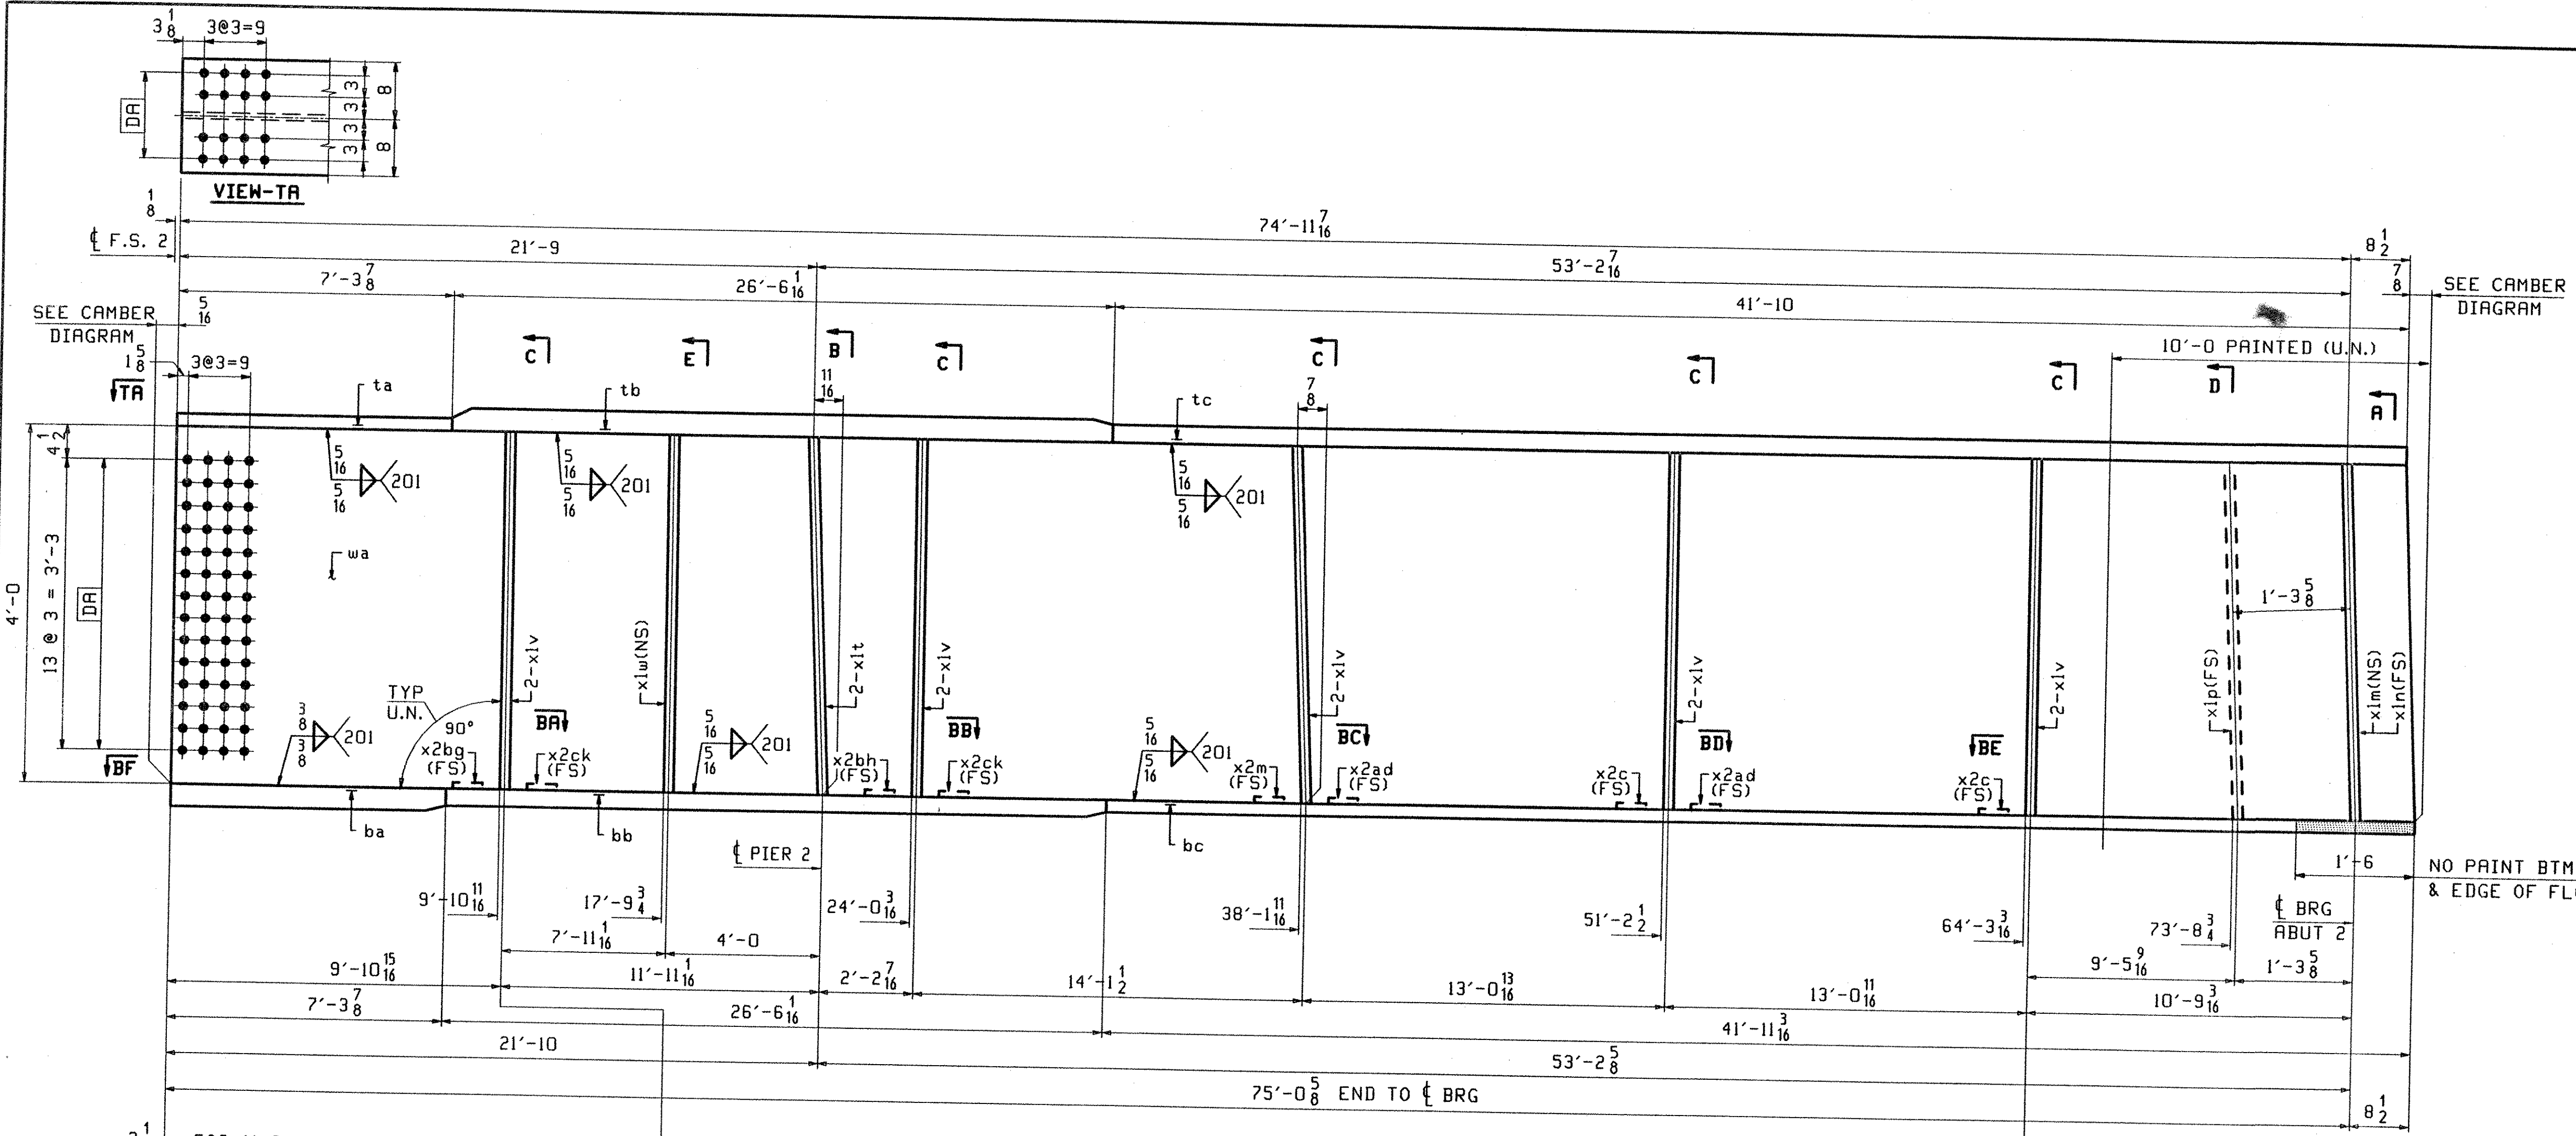 3 1/8
3@3=9
DA
3
3
3
3
8
8
VIEW-TA
1/8
℄ F.S. 2
74'-11 7/16
8 1/2
21'-9
53'-2 7/16
7/8
SEE CAMBER
DIAGRAM
7'-3 7/8
26'-6 1/16
41'-10
SEE CAMBER
DIAGRAM
5/16
1 5/8
3@3=9
TA
C
E
B
C
C
C
C
D
A
10'-0 PAINTED (U.N.)
11/16
7/8
ta
tb
tc
4 1/2
5/16
5/16
201
5/16
5/16
201
5/16
5/16
201
wa
4'-0
13 @ 3 = 3'-3
DA
1'-3 5/8
2-x1v
x1w(NS)
2-x1t
2-x1v
2-x1v
2-x1v
2-x1v
x1p(FS)
x1m(NS)
x1n(FS)
TYP
U.N.
90°
3/8
3/8
201
5/16
5/16
201
5/16
5/16
201
BF
BA
BB
BC
BD
BE
x2bg
(FS)
x2ck
(FS)
x2bh
(FS)
x2ck
(FS)
x2m
(FS)
x2ad
(FS)
x2c
(FS)
x2ad
(FS)
x2c
(FS)
ba
bb
bc
℄ PIER 2
1'-6
NO PAINT BTM
& EDGE OF
℄ BRG
ABUT 2
9'-10 11/16
17'-9 3/4
24'-0 3/16
38'-1 11/16
51'-2 1/2
64'-3 3/16
73'-8 3/4
7'-11 1/16
4'-0
9'-5 9/16
1'-3 5/8
9'-10 15/16
11'-11 1/16
2'-2 7/16
14'-1 1/2
13'-0 13/16
13'-0 11/16
10'-9 3/16
7'-3 7/8
26'-6 1/16
41'-11 3/16
21'-10
53'-2 5/8
75'-0 5/8 END TO ℄ BRG
8 1/2